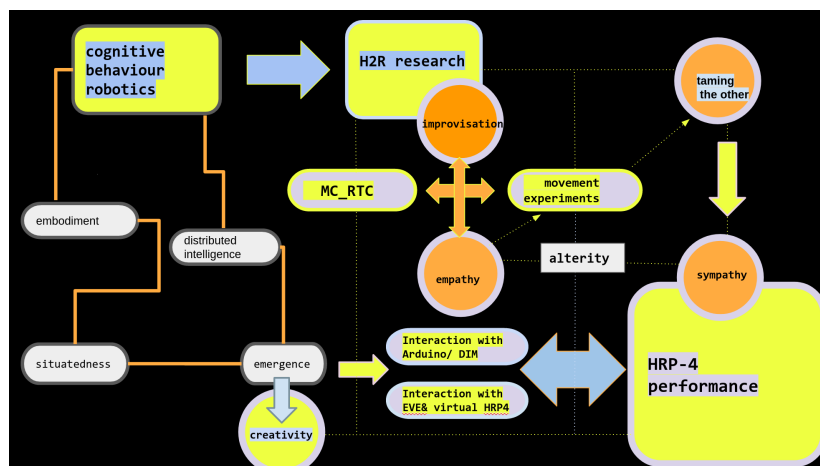 cognitive
behaviour
robotics
H2R research
taming
the other
improvisation
MC_RTC
movement
experiments
embodiment
distributed
intelligence
alterity
empathy
sympathy
situatedness
emergence
Interaction with
Arduino/ DIM
HRP-4
performance
Interaction with
EVE& virtual HRP4
creativity